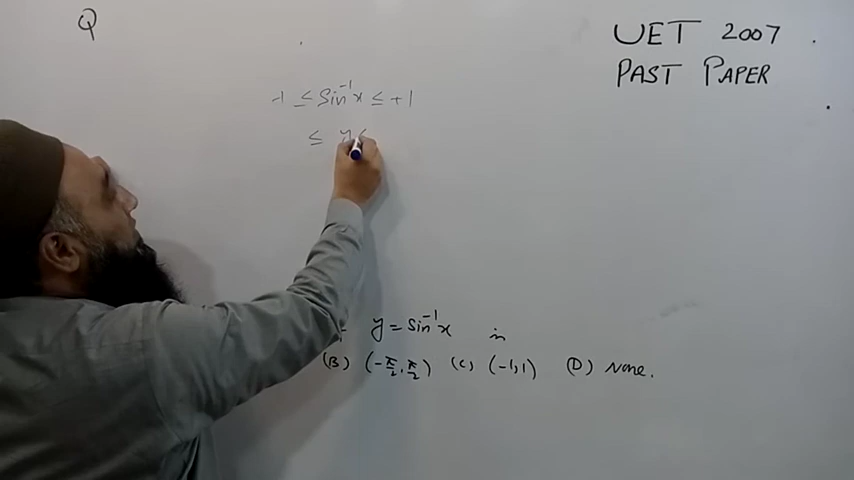 Q
UET 2007
PAST PAPER
-1 ≤ Sin⁻¹x ≤ +1
≤ y ≤
y = Sin⁻¹x in
(B) (-π/2, π/2) (C) (-1,1) (D) None.